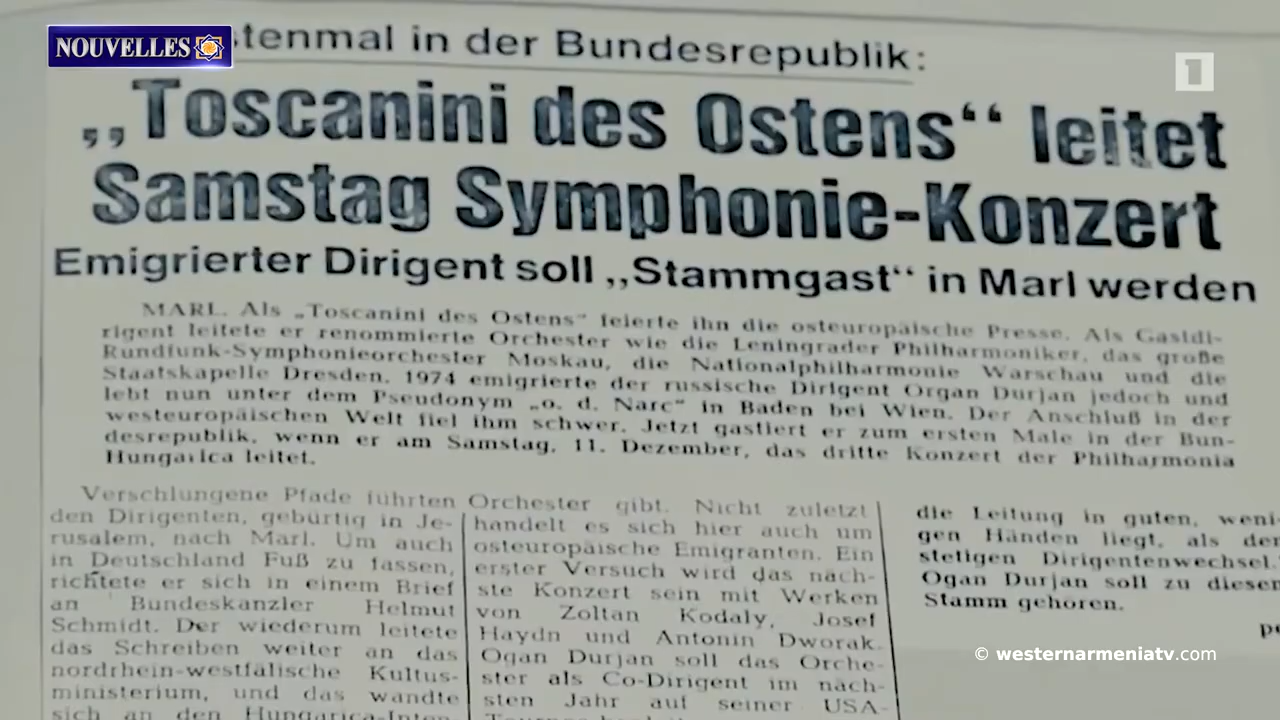 NOUVELLES
stenmal in der Bundesrepublik:
1
„Toscanini des Ostens“ leitet
Samstag Symphonie-Konzert
Emigrierter Dirigent soll „Stammgast“ in Marl werden
MARL. Als „Toscanini des Ostens“ feierte ihn die osteuropäische Presse. Als Gastdi-
rigent leitete er renommierte Orchester wie die Leningrader Philharmoniker, das große
Rundfunk-Symphonieorchester Moskau, die Nationalphilharmonie Warschau und die
Staatskapelle Dresden. 1974 emigrierte der russische Dirigent Organ Durjan jedoch und
lebt nun unter dem Pseudonym „o. d. Narc“ in Baden bei Wien. Der Anschluß in der
westeuropäischen Welt fiel ihm schwer. Jetzt gastiert er zum ersten Male in der Bun-
desrepublik, wenn er am Samstag, 11. Dezember, das dritte Konzert der Philharmonia
Hungarica leitet.
Verschlungene Pfade führten
den Dirigenten, gebürtig in Je-
rusalem, nach Marl. Um auch
in Deutschland Fuß zu fassen,
richtete er sich in einem Brief
an Bundeskanzler Helmut
Schmidt. Der wiederum leitete
das Schreiben weiter an das
nordrhein-westfälische Kultus-
ministerium, und das wandte
sich an den Hungarica-Inten-
Orchester gibt. Nicht zuletzt
handelt es sich hier auch um
osteuropäische Emigranten. Ein
erster Versuch wird das näch-
ste Konzert sein mit Werken
von Zoltan Kodaly, Josef
Haydn und Antonin Dworak.
Ogan Durjan soll das Orche-
ster als Co-Dirigent im näch-
sten Jahr auf seiner USA-
die Leitung in guten, weni-
gen Händen liegt, als der
stetigen Dirigentenwechsel.
Ogan Durjan soll zu diesem
Stamm gehören.
© westernarmeniatv.com